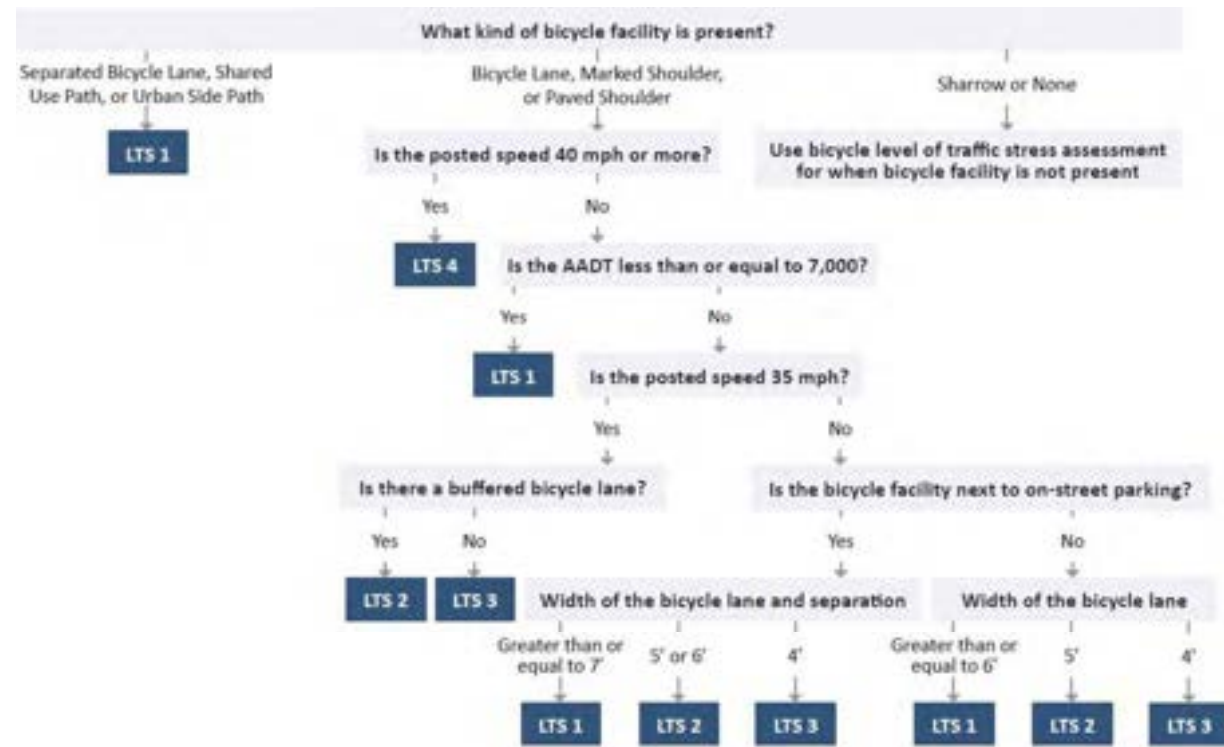 What kind of bicycle facility is present?
Separated Bicycle Lane, Shared
Use Path, or Urban Side Path
Bicycle Lane, Marked Shoulder,
or Paved Shoulder
Sharrow or None
LTS 1
Is the posted speed 40 mph or more?
Use bicycle level of traffic stress assessment
for when bicycle facility is not present
Yes
No
LTS 4
Is the AADT less than or equal to 7,000?
Yes
No
LTS 1
Is the posted speed 35 mph?
Yes
No
Is there a buffered bicycle lane?
Is the bicycle facility next to on-street parking?
Yes
No
Yes
No
LTS 2
LTS 3
Width of the bicycle lane and separation
Width of the bicycle lane
Greater than or
equal to 7'
5' or 6'
4'
Greater than or
equal to 6'
5'
4'
LTS 1
LTS 2
LTS 3
LTS 1
LTS 2
LTS 3